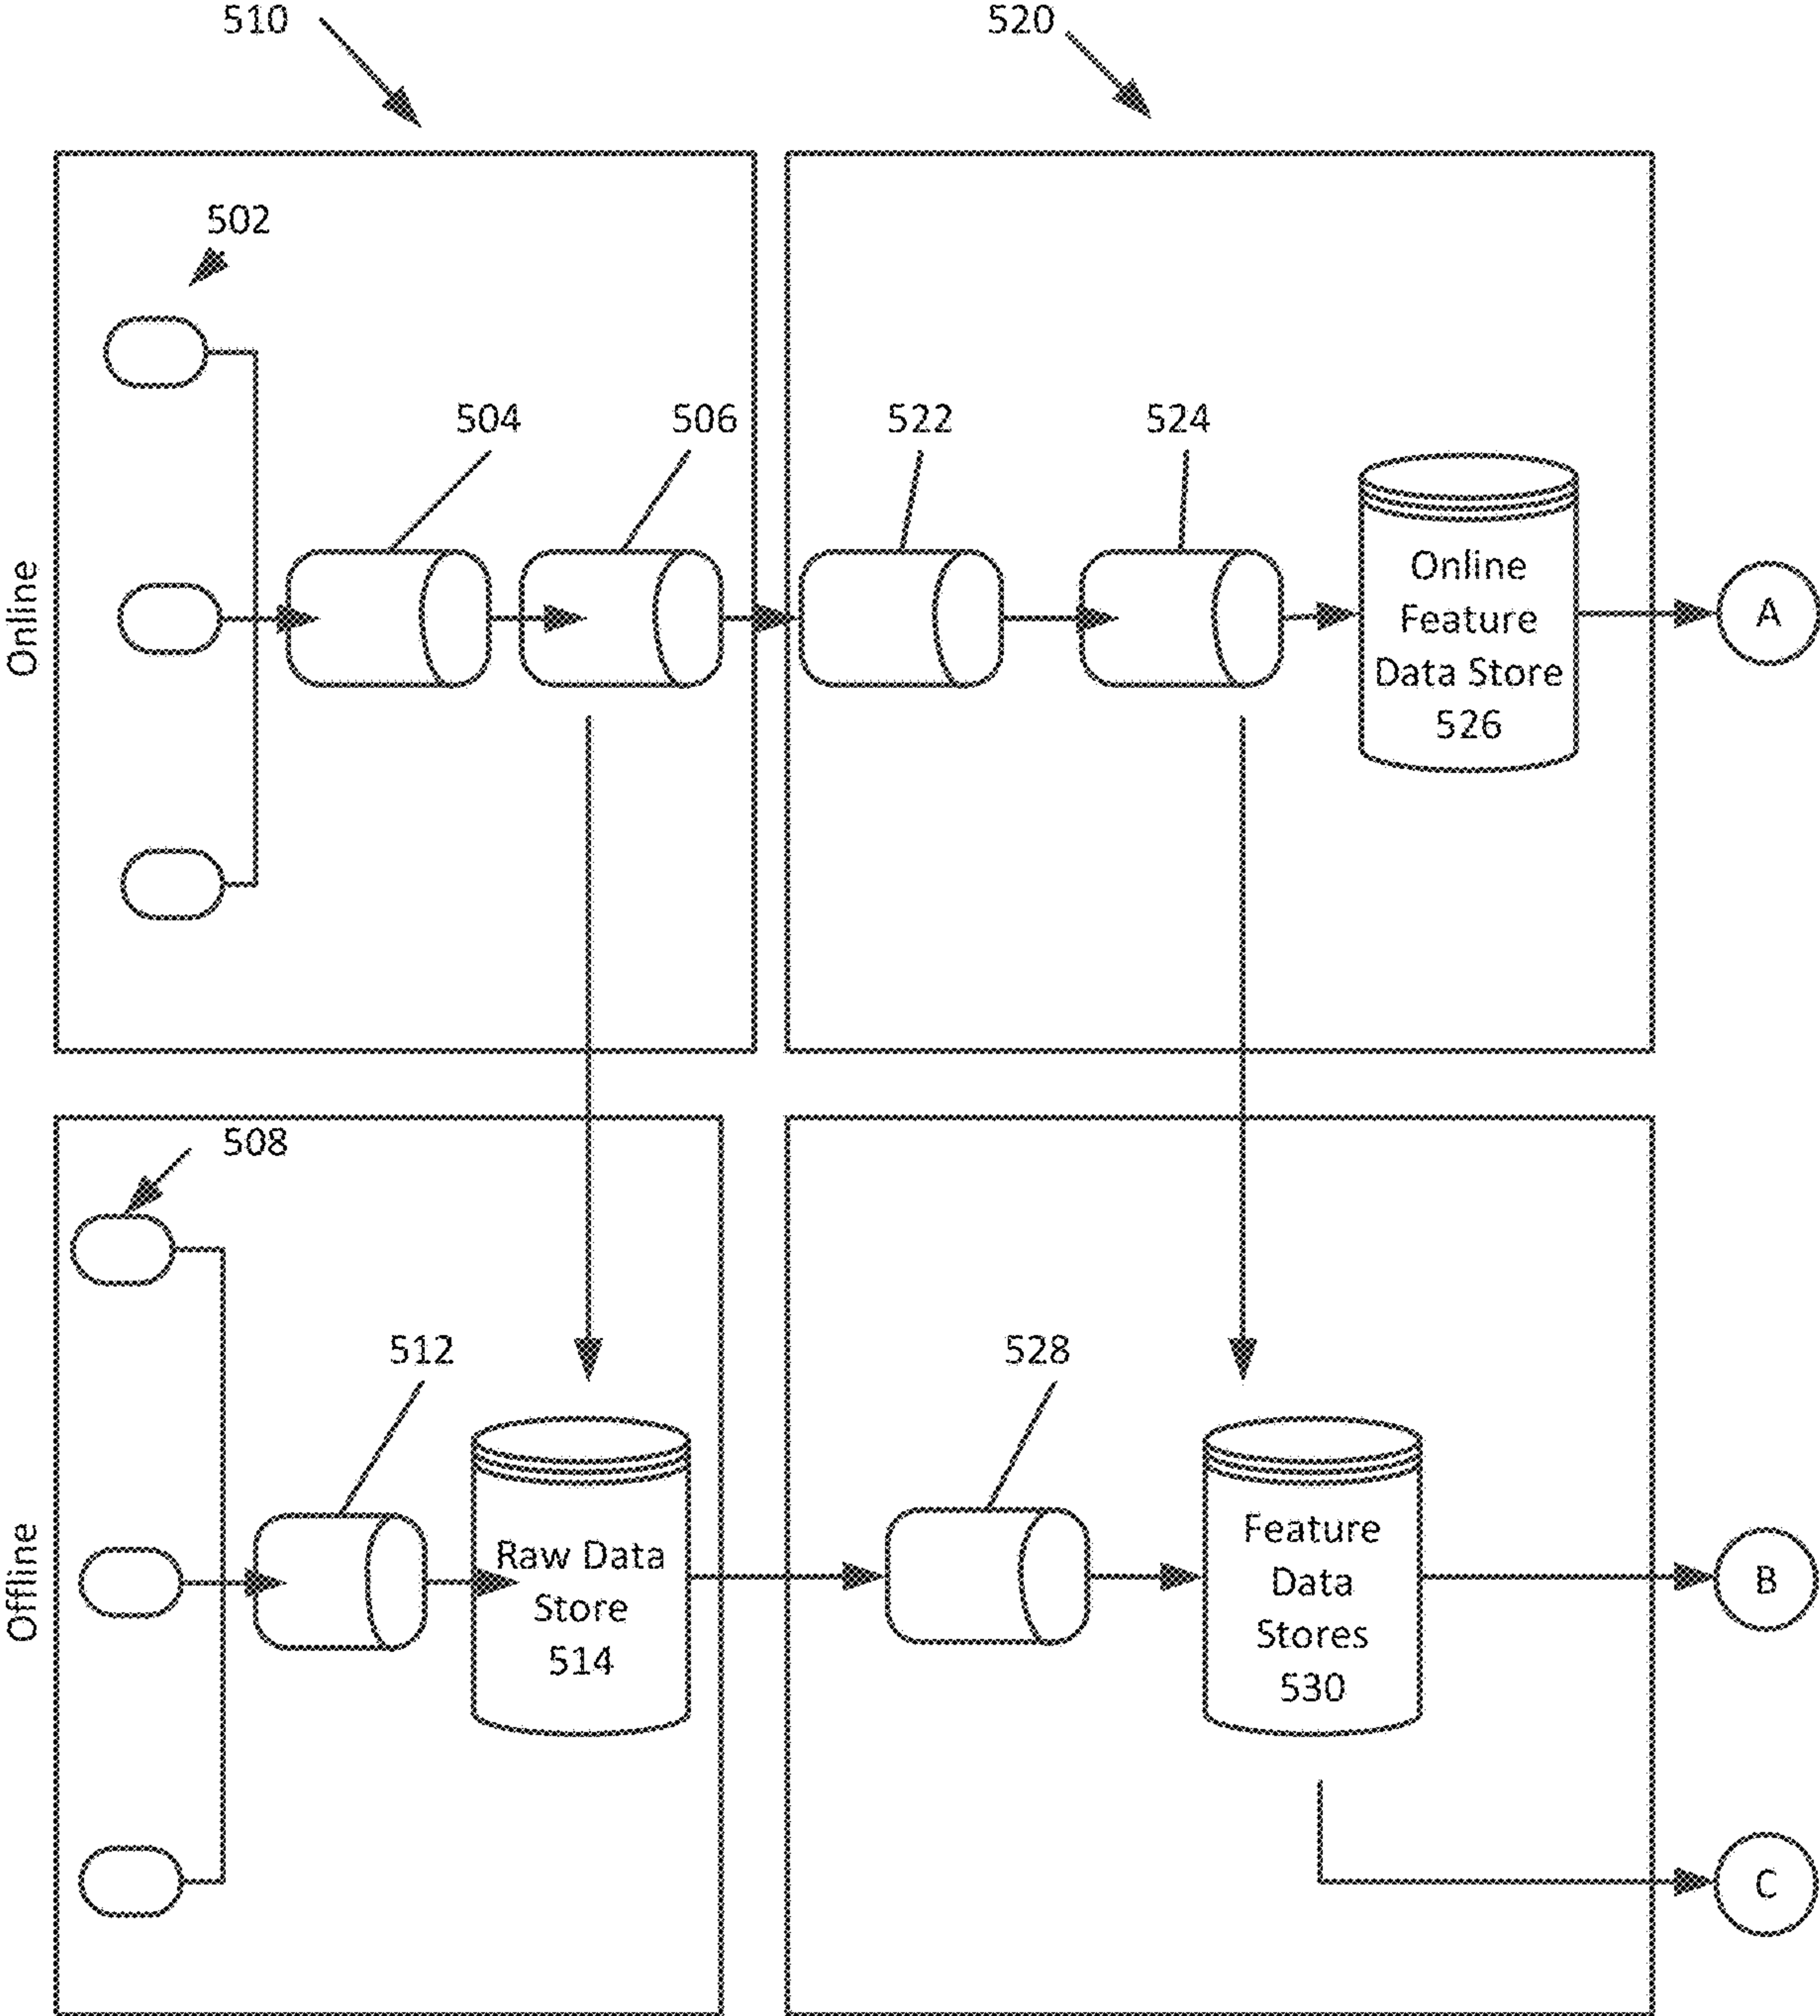 510
520
502
504
506
522
524
Online
Online
Feature
Data Store
526
A
508
512
528
Offline
Raw Data
Store
514
Feature
Data
Stores
530
B
C